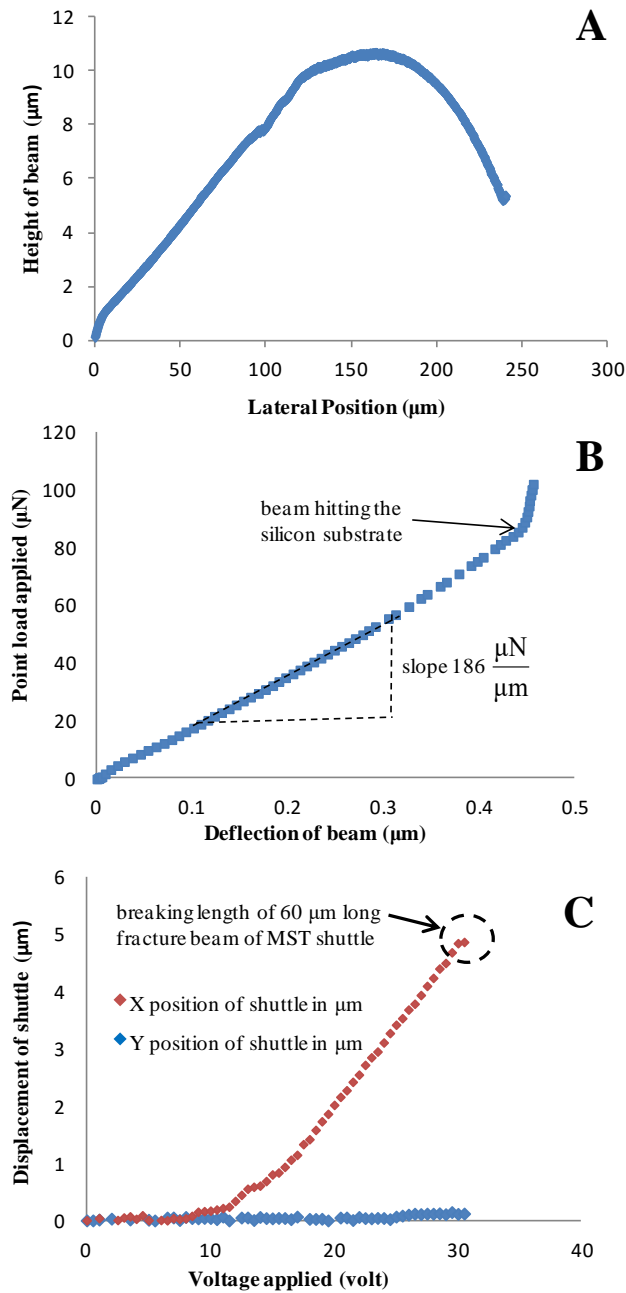 A
12
10
8
6
4
2
0
Height of beam (µm)
0 50 100 150 200 250 300
Lateral Position (µm)
B
120
100
80
60
40
20
0
Point load applied (µN)
beam hitting the
silicon substrate
slope 186 µN/µm
0 0.1 0.2 0.3 0.4 0.5
Deflection of beam (µm)
C
6
5
4
3
2
1
0
Displacement of shuttle (µm)
breaking length of 60 µm long
fracture beam of MST shuttle
X position of shuttle in µm
Y position of shuttle in µm
0 10 20 30 40
Voltage applied (volt)